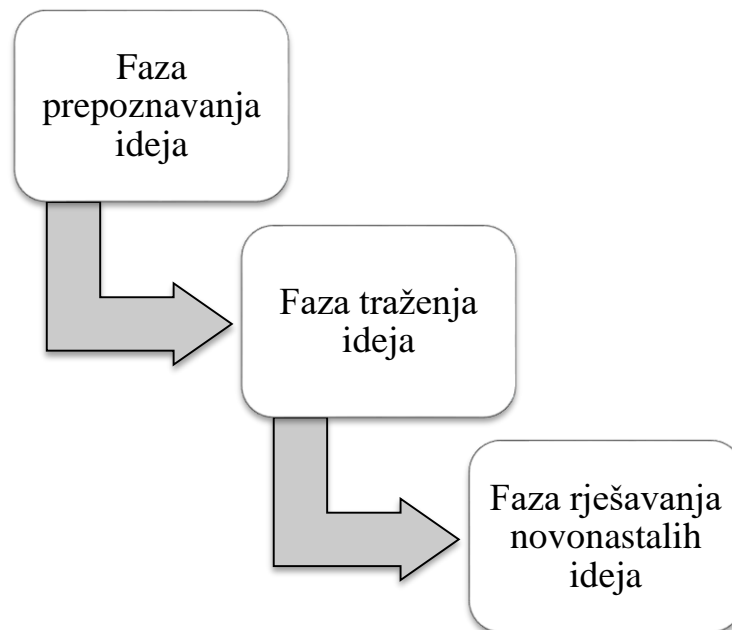 Faza
prepoznavanja
ideja
Faza traženja
ideja
Faza rješavanja
novonastalih
ideja